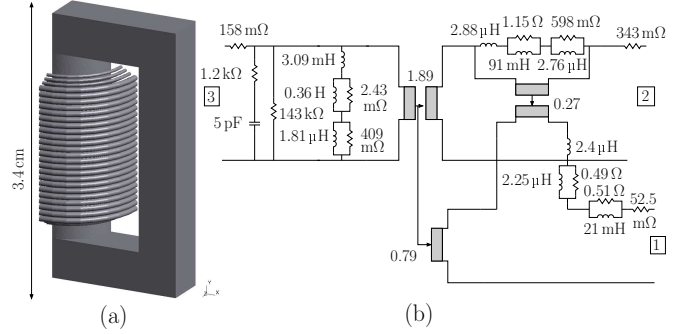 3.4 cm
(a)
158 mΩ
3
1.2 kΩ
5 pF
143 kΩ
3.09 mH
0.36 H
2.43
mΩ
1.81 μH
409
mΩ
1.89
0.79
2.88 μH
1.15 Ω
598 mΩ
343 mΩ
91 mH
2.76 μH
2
0.27
2.4 μH
2.25 μH
0.49 Ω
0.51 Ω
52.5
mΩ
21 mH
1
(b)